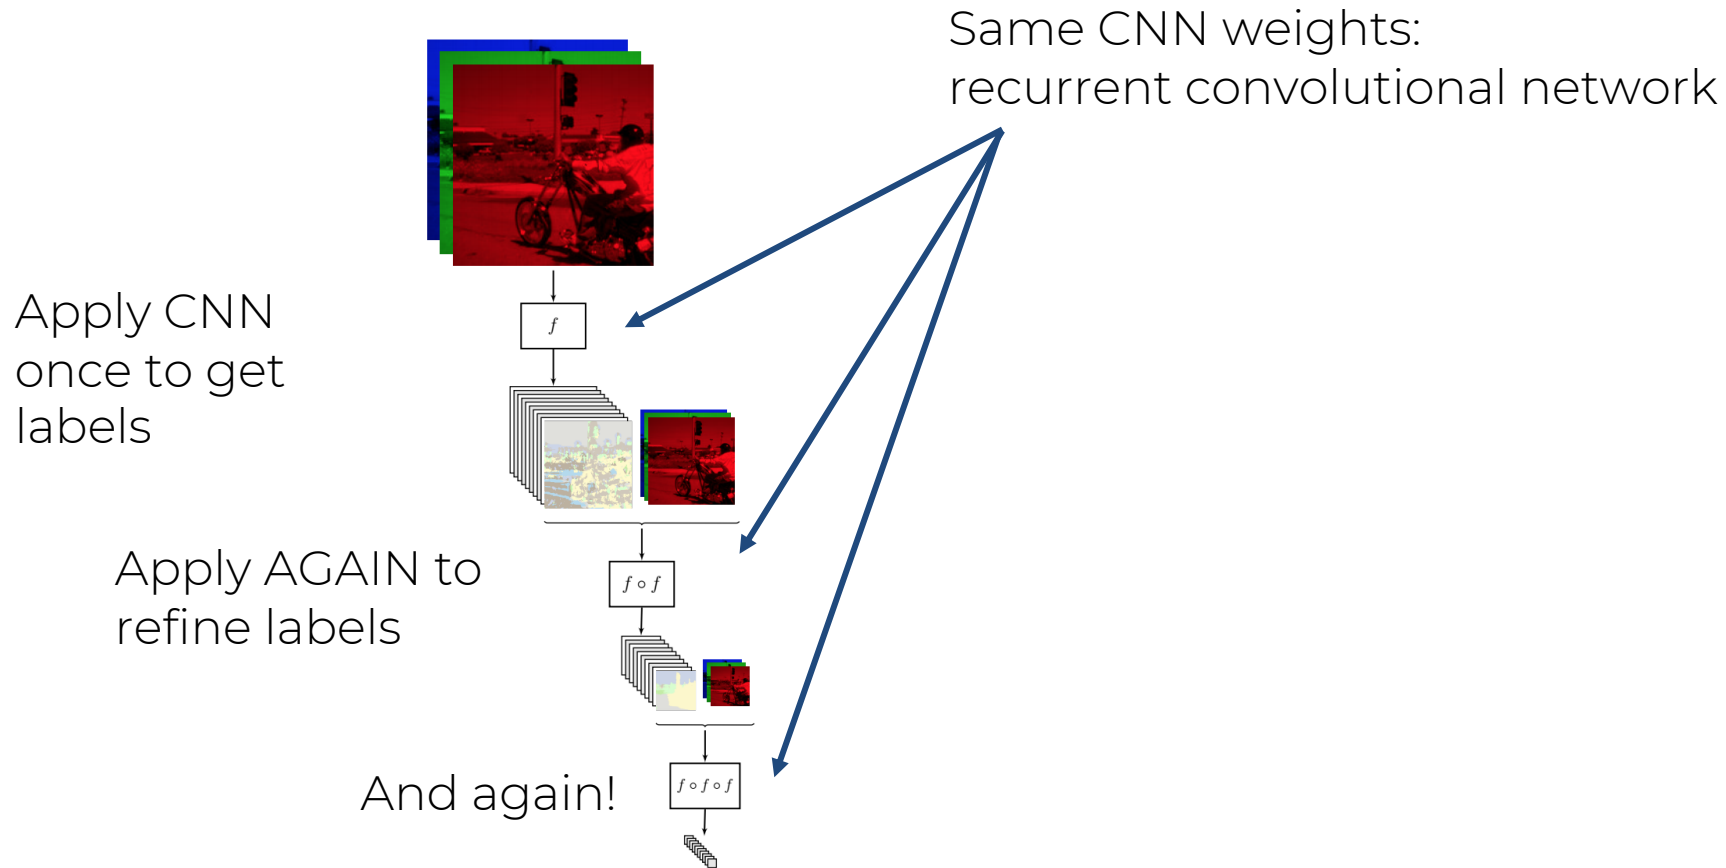 Same CNN weights:
recurrent convolutional network
f
Apply CNN
once to get
labels
f ∘ f
Apply AGAIN to
refine labels
f ∘ f ∘ f
And again!